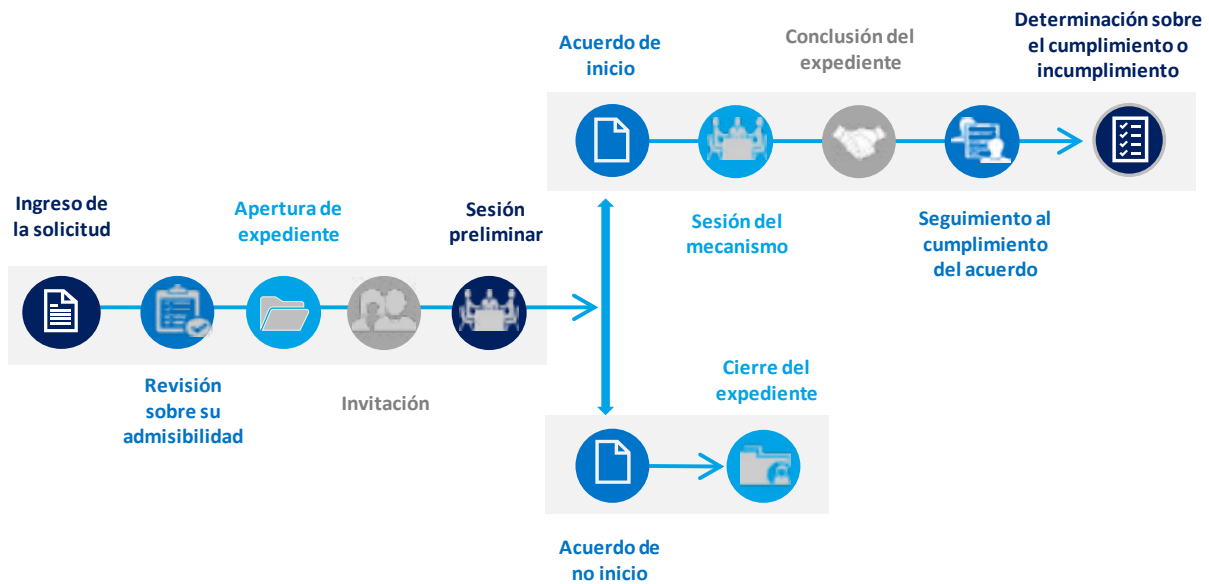 Ingreso de
la solicitud
Revisión
sobre su
admisibilidad
Apertura de
expediente
Invitación
Sesión
preliminar
Acuerdo de
inicio
Sesión del
mecanismo
Conclusión del
expediente
Seguimiento al
cumplimiento
del acuerdo
Determinación sobre
el cumplimiento o
incumplimiento
Acuerdo de
no inicio
Cierre del
expediente